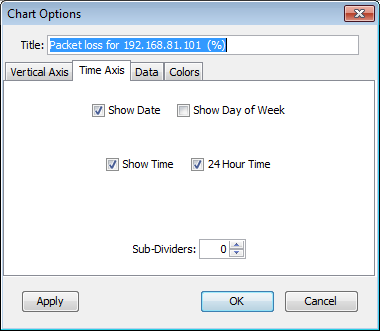 Chart Options
Title: Packet loss for 192.168.81.101 (%)
Vertical Axis Time Axis Data Colors
Show Date Show Day of Week
Show Time 24 Hour Time
Sub-Dividers: 0
Apply OK Cancel